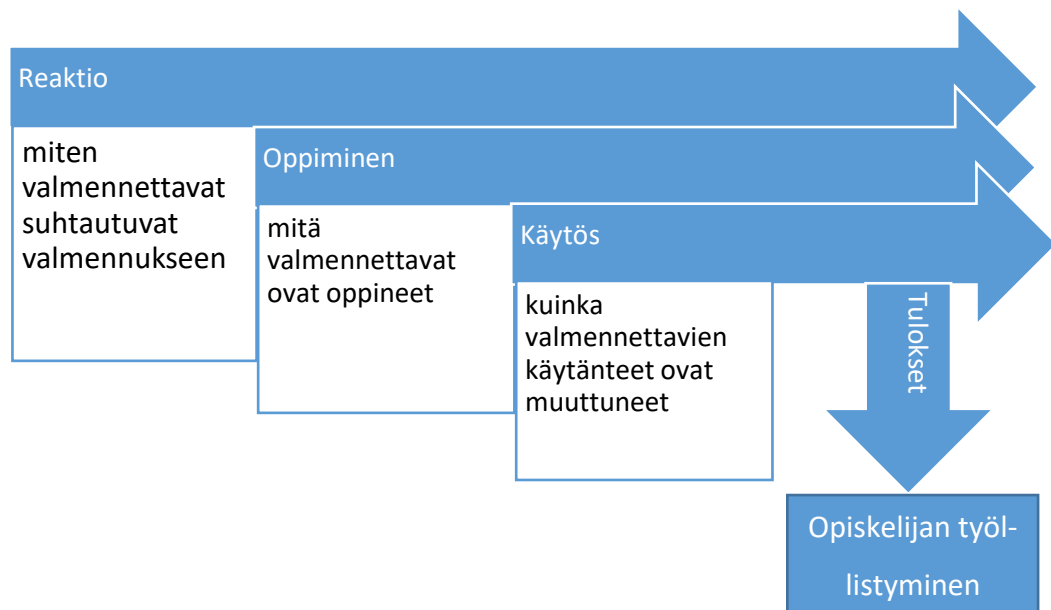 Reaktio
miten
valmennettavat
suhtautuvat
valmennukseen
Oppiminen
mitä
valmennettavat
ovat oppineet
Käytös
kuinka
valmennettavien
käytänteet ovat
muuttuneet
Tulokset
Opiskelijan työl-
listyminen